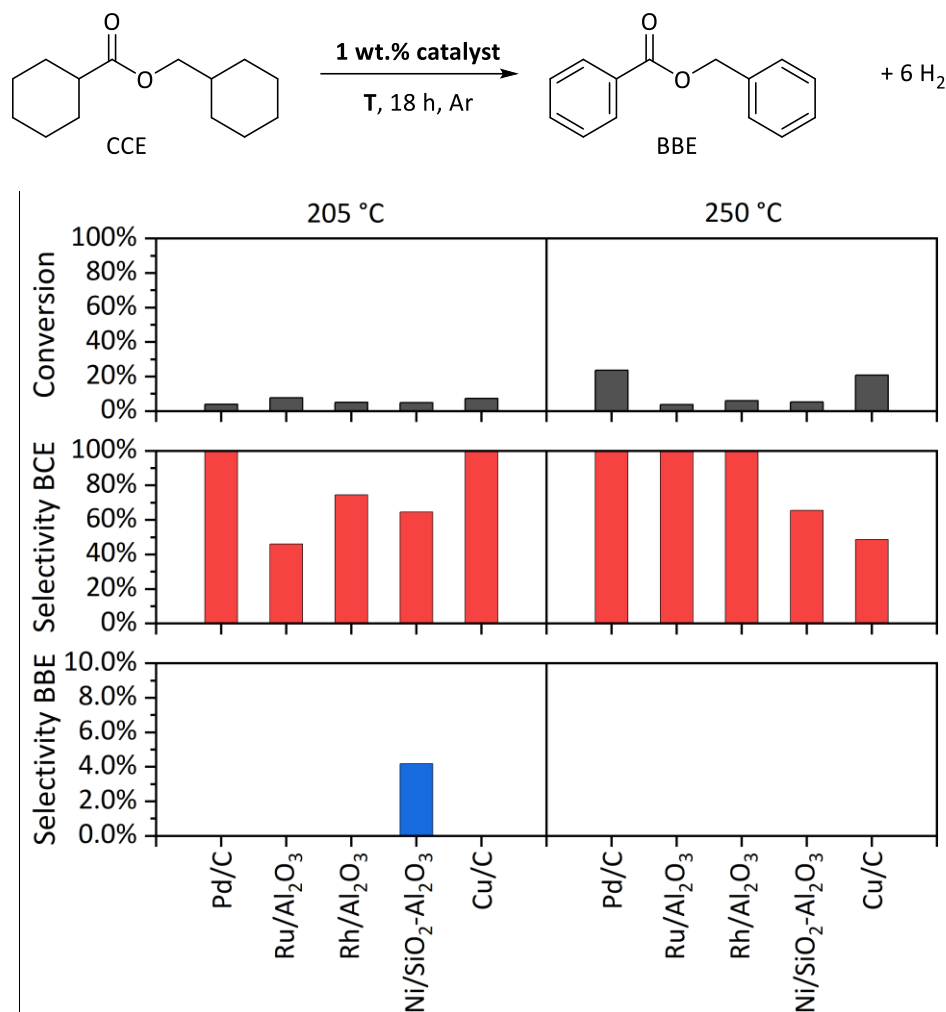 O
O
1 wt.% catalyst
T, 18 h, Ar
CCE
O
O
BBE
+ 6 H₂
205 °C
250 °C
Conversion
100%
80%
60%
40%
20%
0%
Selectivity BCE
100%
80%
60%
40%
20%
0%
Selectivity BBE
10.0%
8.0%
6.0%
4.0%
2.0%
0.0%
Pd/C
Ru/Al₂O₃
Rh/Al₂O₃
Ni/SiO₂-Al₂O₃
Cu/C
Pd/C
Ru/Al₂O₃
Rh/Al₂O₃
Ni/SiO₂-Al₂O₃
Cu/C